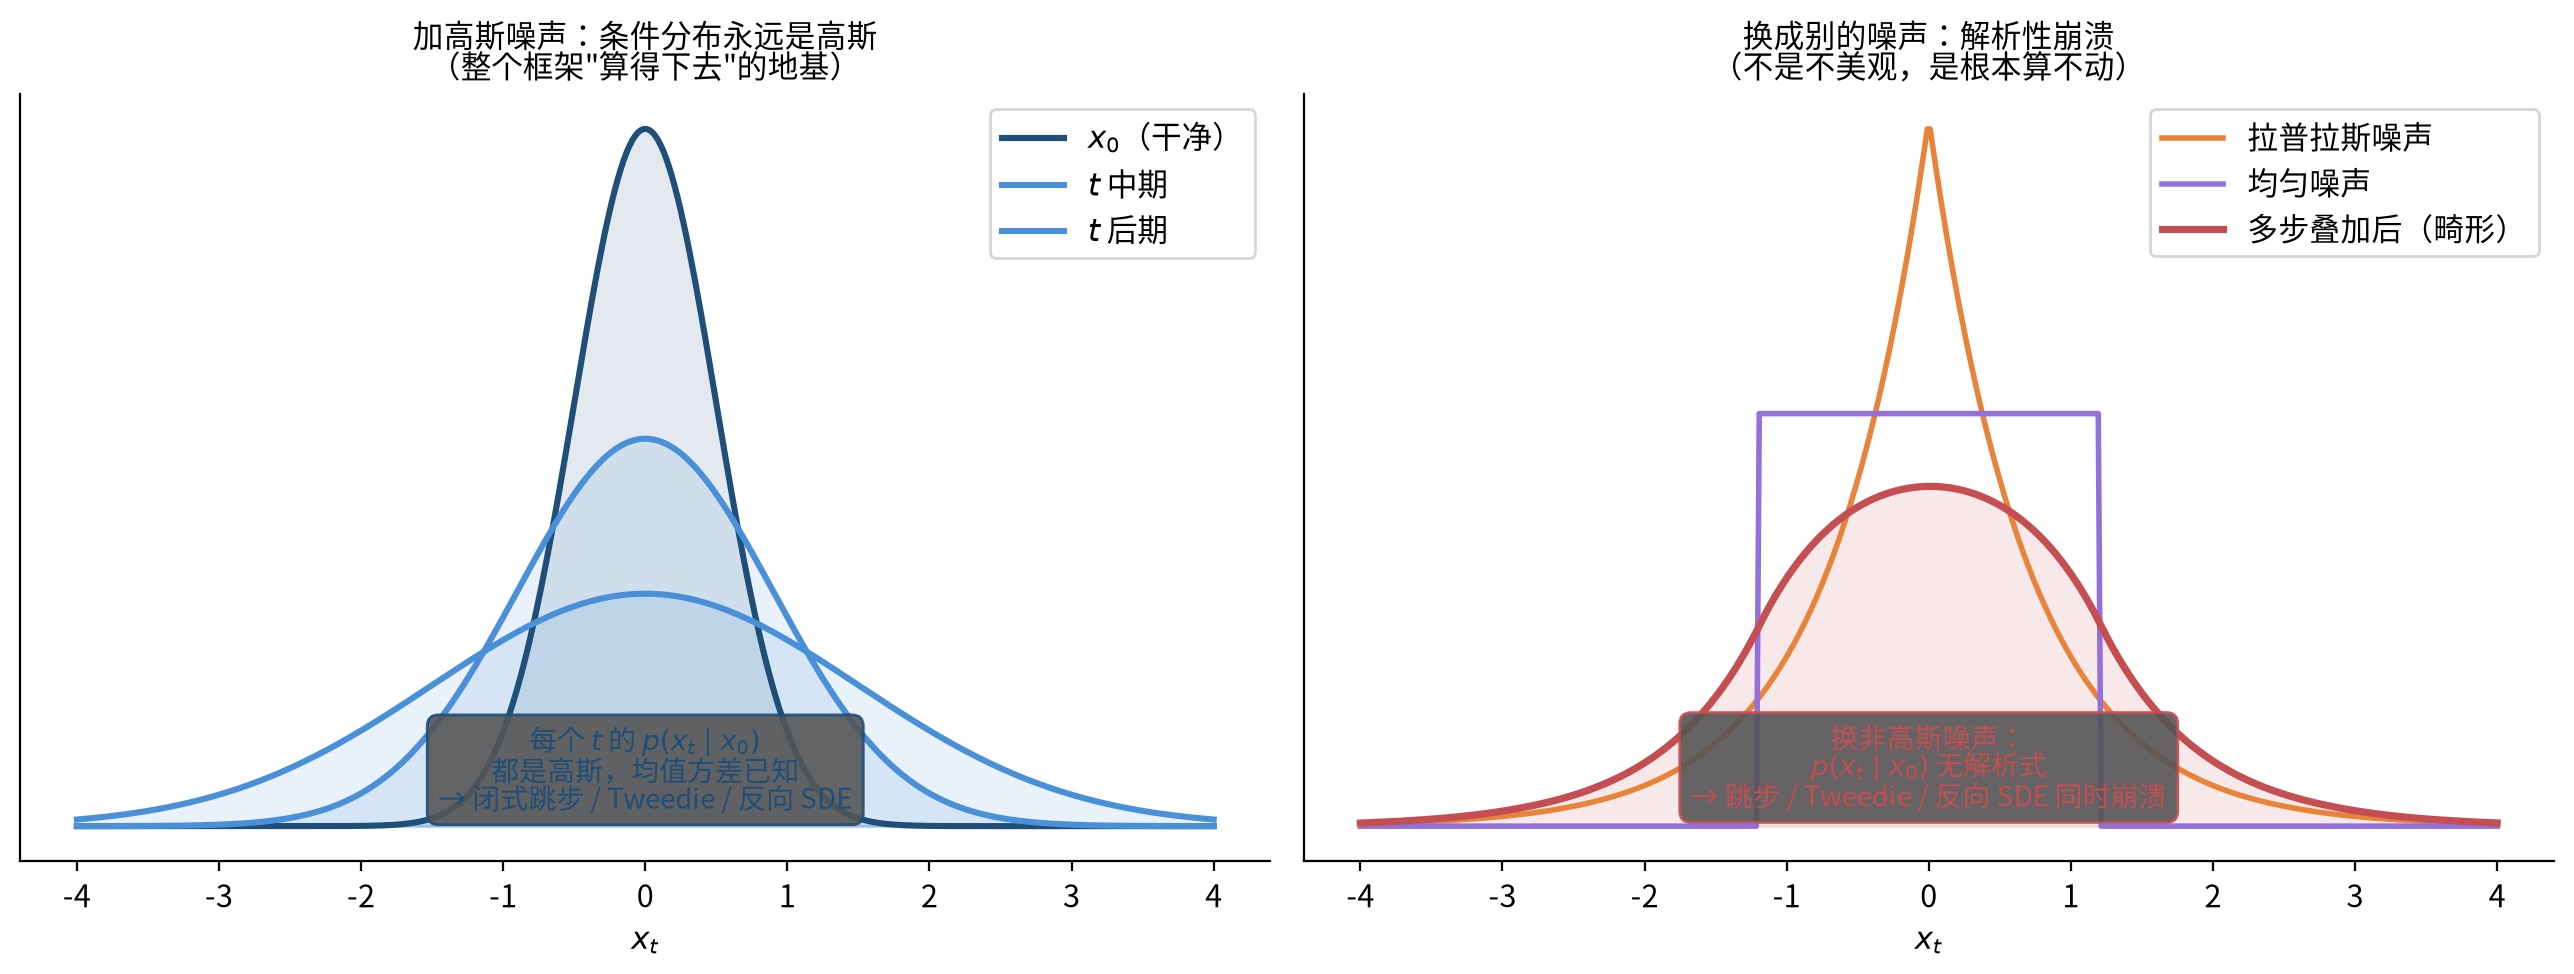 加高斯噪声：条件分布永远是高斯
（整个框架"算得下去"的地基）
x₀（干净）
t 中期
t 后期
每个 t 的 p(xₜ | x₀)
都是高斯，均值方差已知
→ 闭式跳步 / Tweedie / 反向 SDE
-4 -3 -2 -1 0 1 2 3 4
xₜ
换成别的噪声：解析性崩溃
（不是不美观，是根本算不动）
拉普拉斯噪声
均匀噪声
多步叠加后（畸形）
换非高斯噪声：
p(xₜ | x₀) 无解析式
→ 跳步 / Tweedie / 反向 SDE 同时崩溃
-4 -3 -2 -1 0 1 2 3 4
xₜ